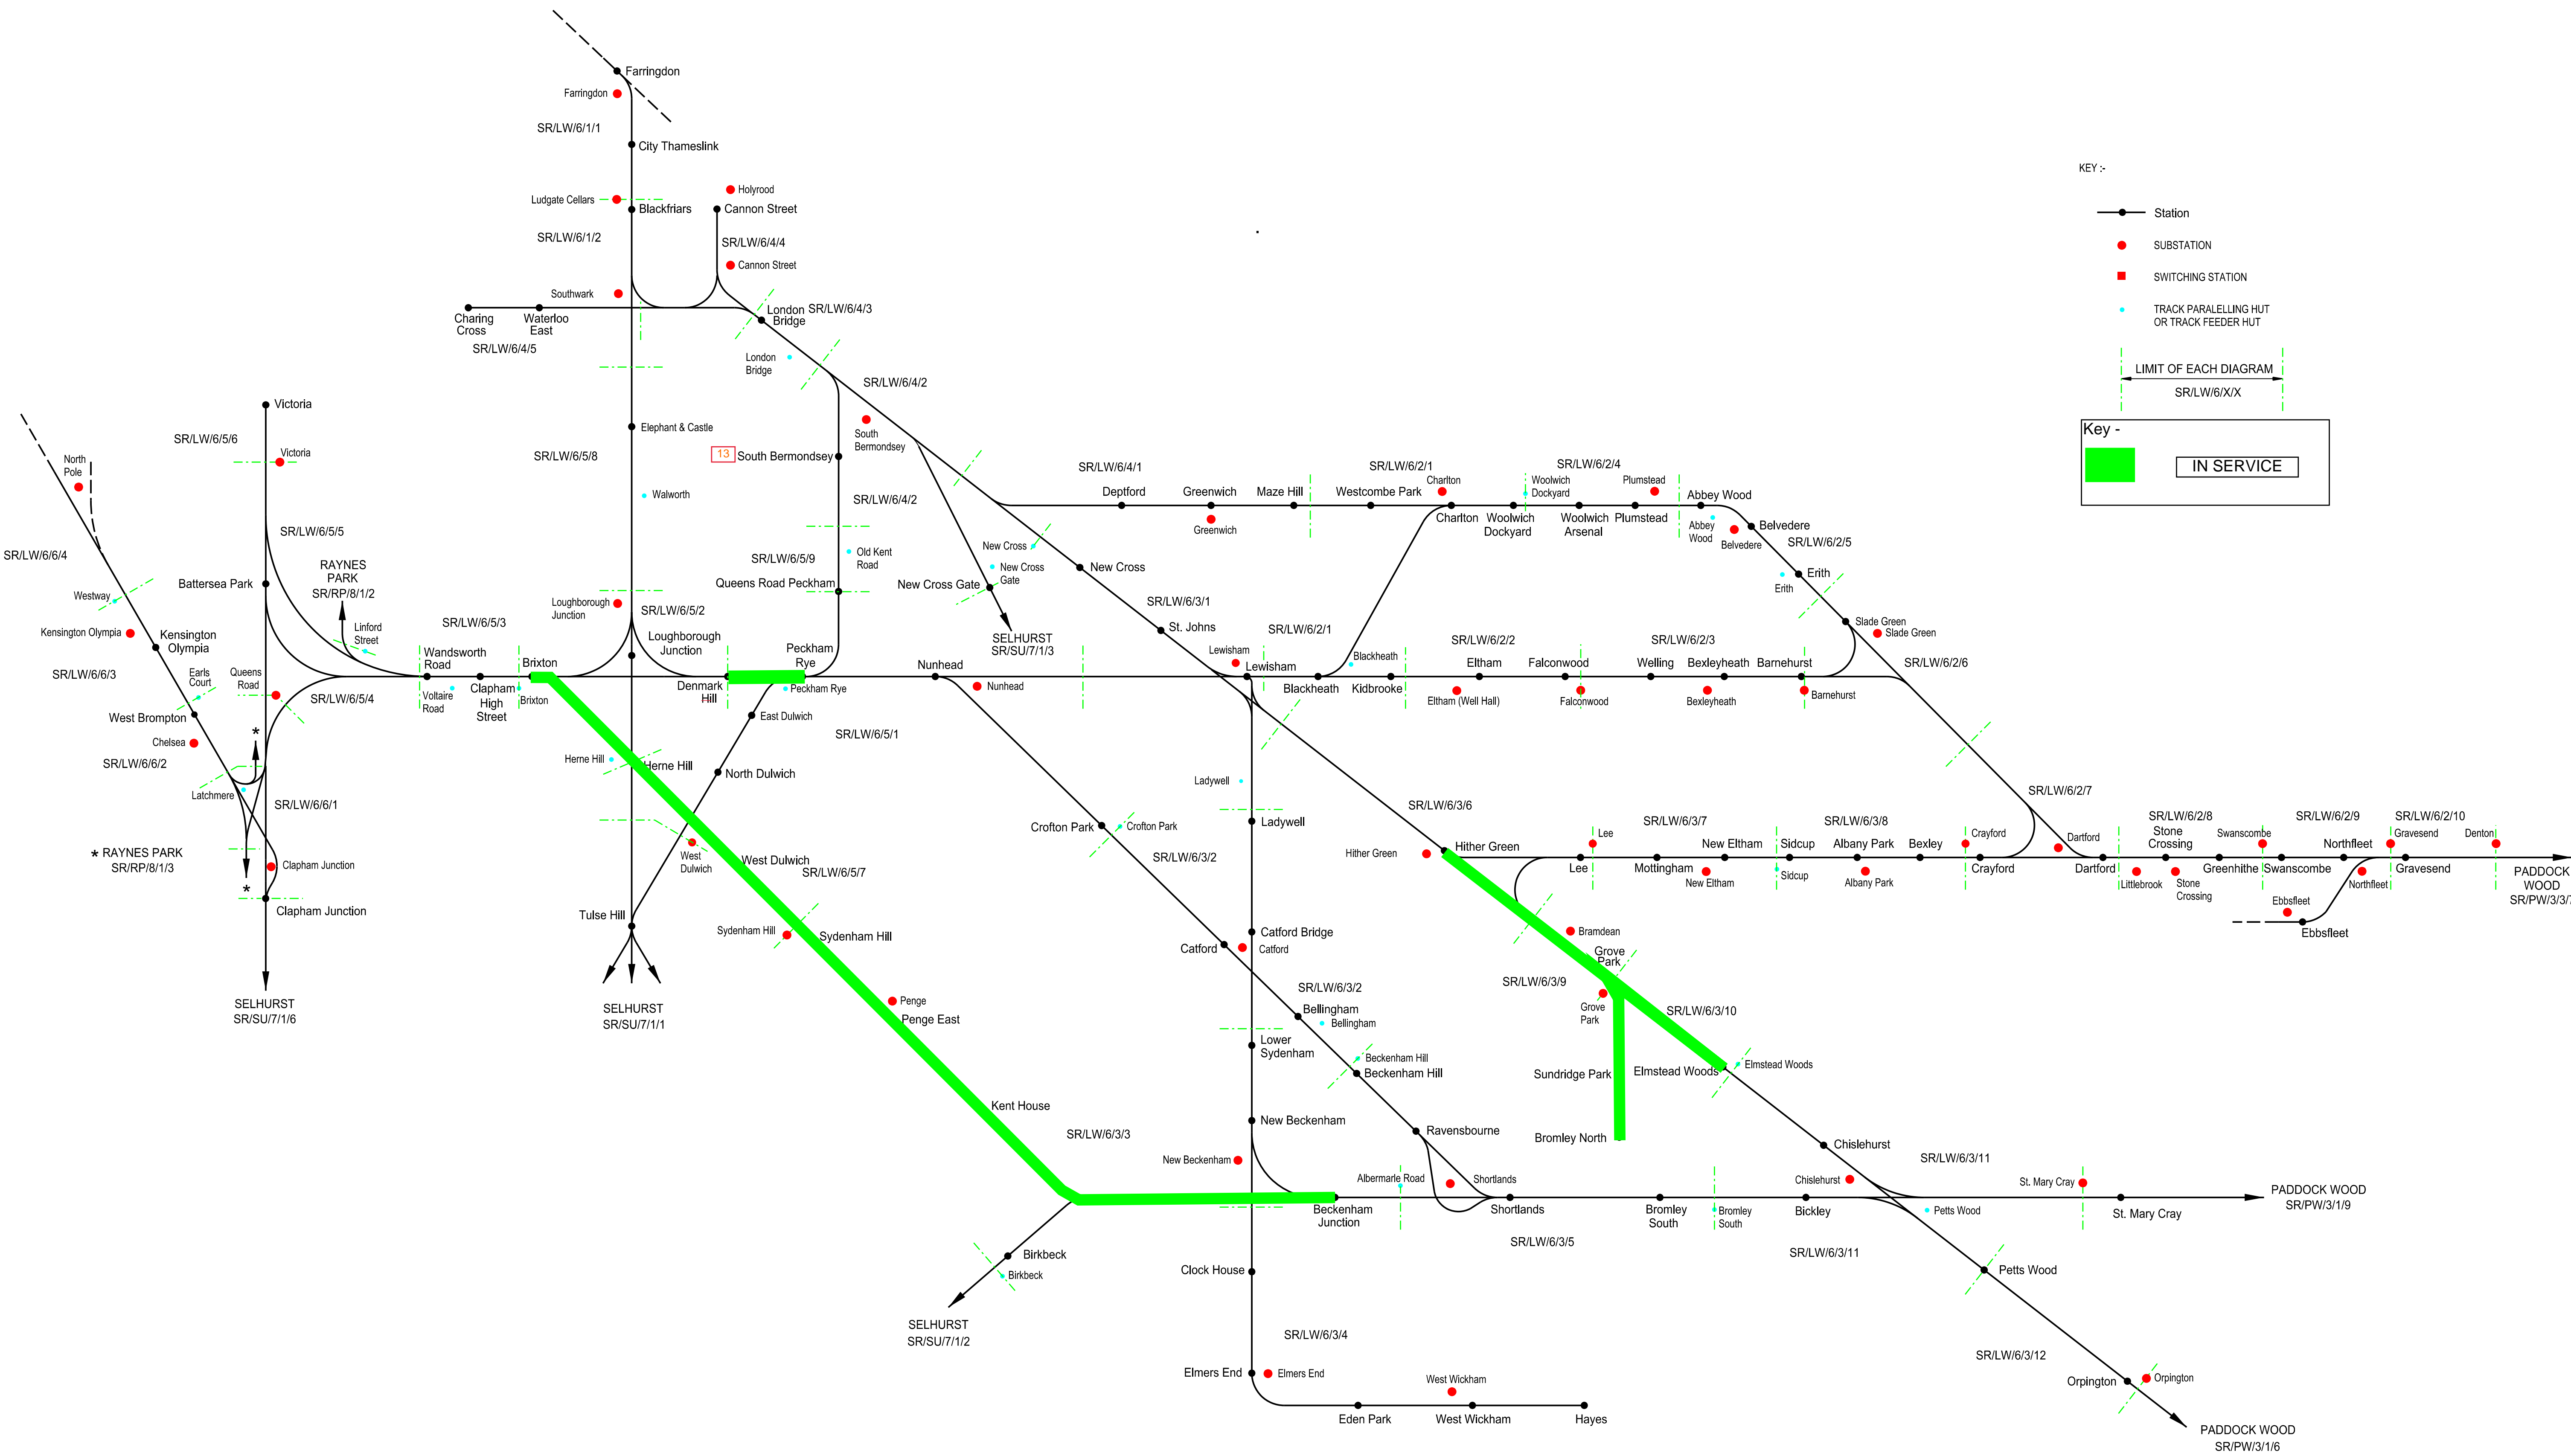 Farringdon
Farringdon
SR/LW/6/1/1
City Thameslink
Holyrood
Ludgate Cellars
Blackfriars
Cannon Street
SR/LW/6/1/2
SR/LW/6/4/4
Cannon Street
Southwark
London
Bridge
SR/LW/6/4/3
Charing
Cross
Waterloo
East
SR/LW/6/4/5
London
Bridge
SR/LW/6/4/2
KEY :-
Station
SUBSTATION
SWITCHING STATION
TRACK PARALELLING HUT
OR TRACK FEEDER HUT
LIMIT OF EACH DIAGRAM
SR/LW/6/X/X
Key -
IN SERVICE
Victoria
SR/LW/6/5/6
Victoria
North
Pole
Elephant & Castle
SR/LW/6/5/8
13
South Bermondsey
South
Bermondsey
Walworth
SR/LW/6/4/2
SR/LW/6/4/1
Deptford
Greenwich
Maze Hill
Greenwich
SR/LW/6/2/1
Westcombe Park
Charlton
Charlton
Woolwich
Dockyard
SR/LW/6/2/4
Woolwich
Dockyard
Woolwich
Arsenal
Plumstead
Plumstead
Abbey Wood
Abbey
Wood
Belvedere
Belvedere
SR/LW/6/2/5
Erith
Erith
SR/LW/6/5/5
SR/LW/6/6/4
Battersea Park
RAYNES
PARK
SR/RP/8/1/2
Westway
Kensington Olympia
Kensington
Olympia
Linford
Street
SR/LW/6/5/3
Wandsworth
Road
Loughborough
Junction
SR/LW/6/5/2
Loughborough
Junction
SR/LW/6/5/9
Old Kent
Road
Queens Road Peckham
New Cross Gate
New Cross
New Cross
Gate
New Cross
SR/LW/6/3/1
St. Johns
SELHURST
SR/SU/7/1/3
SR/LW/6/2/1
Lewisham
Lewisham
Blackheath
Blackheath
Kidbrooke
SR/LW/6/2/2
Eltham
Eltham (Well Hall)
Falconwood
Falconwood
SR/LW/6/2/3
Welling
Bexleyheath
Bexleyheath
Barnehurst
Barnehurst
Slade Green
Slade Green
SR/LW/6/2/6
SR/LW/6/6/3
Earls
Court
Queens
Road
SR/LW/6/5/4
West Brompton
Chelsea
SR/LW/6/6/2
Latchmere
SR/LW/6/6/1
*
*
* RAYNES PARK
SR/RP/8/1/3
Clapham Junction
Clapham Junction
SELHURST
SR/SU/7/1/6
Voltaire
Road
Clapham
High
Street
Brixton
Brixton
Denmark
Hill
Peckham
Rye
Peckham Rye
Nunhead
Nunhead
East Dulwich
SR/LW/6/5/1
Herne Hill
Herne Hill
North Dulwich
West
Dulwich
West Dulwich
SR/LW/6/5/7
Tulse Hill
Sydenham Hill
Sydenham Hill
SELHURST
SR/SU/7/1/1
Penge
Penge East
Kent House
SR/LW/6/3/3
Crofton Park
Crofton Park
SR/LW/6/3/2
Ladywell
Ladywell
Catford Bridge
Catford
Catford
SR/LW/6/3/2
Bellingham
Bellingham
Lower
Sydenham
Beckenham Hill
Beckenham Hill
New Beckenham
New Beckenham
Ravensbourne
SR/LW/6/3/6
Hither Green
Hither Green
SR/LW/6/3/7
Lee
Lee
Mottingham
New Eltham
New Eltham
Sidcup
Sidcup
SR/LW/6/3/8
Albany Park
Albany Park
Bexley
Crayford
Crayford
SR/LW/6/2/7
Dartford
Dartford
SR/LW/6/2/8
Stone
Crossing
Littlebrook
Stone
Crossing
Swanscombe
Greenhithe
Swanscombe
SR/LW/6/2/9
Northfleet
Northfleet
Ebbsfleet
Ebbsfleet
SR/LW/6/2/10
Gravesend
Gravesend
Denton
PADDOCK
WOOD
SR/PW/3/3/7
Bramdean
Grove
Park
SR/LW/6/3/9
Grove
Park
SR/LW/6/3/10
Sundridge Park
Elmstead Woods
Elmstead Woods
Bromley North
Chislehurst
Chislehurst
SR/LW/6/3/11
St. Mary Cray
St. Mary Cray
PADDOCK WOOD
SR/PW/3/1/9
Albermarle Road
Shortlands
Beckenham
Junction
Shortlands
Bromley
South
Bromley
South
Bickley
Petts Wood
SR/LW/6/3/5
SR/LW/6/3/11
Petts Wood
Birkbeck
Birkbeck
SELHURST
SR/SU/7/1/2
Clock House
SR/LW/6/3/4
Elmers End
Elmers End
West Wickham
Eden Park
West Wickham
Hayes
SR/LW/6/3/12
Orpington
Orpington
PADDOCK WOOD
SR/PW/3/1/6